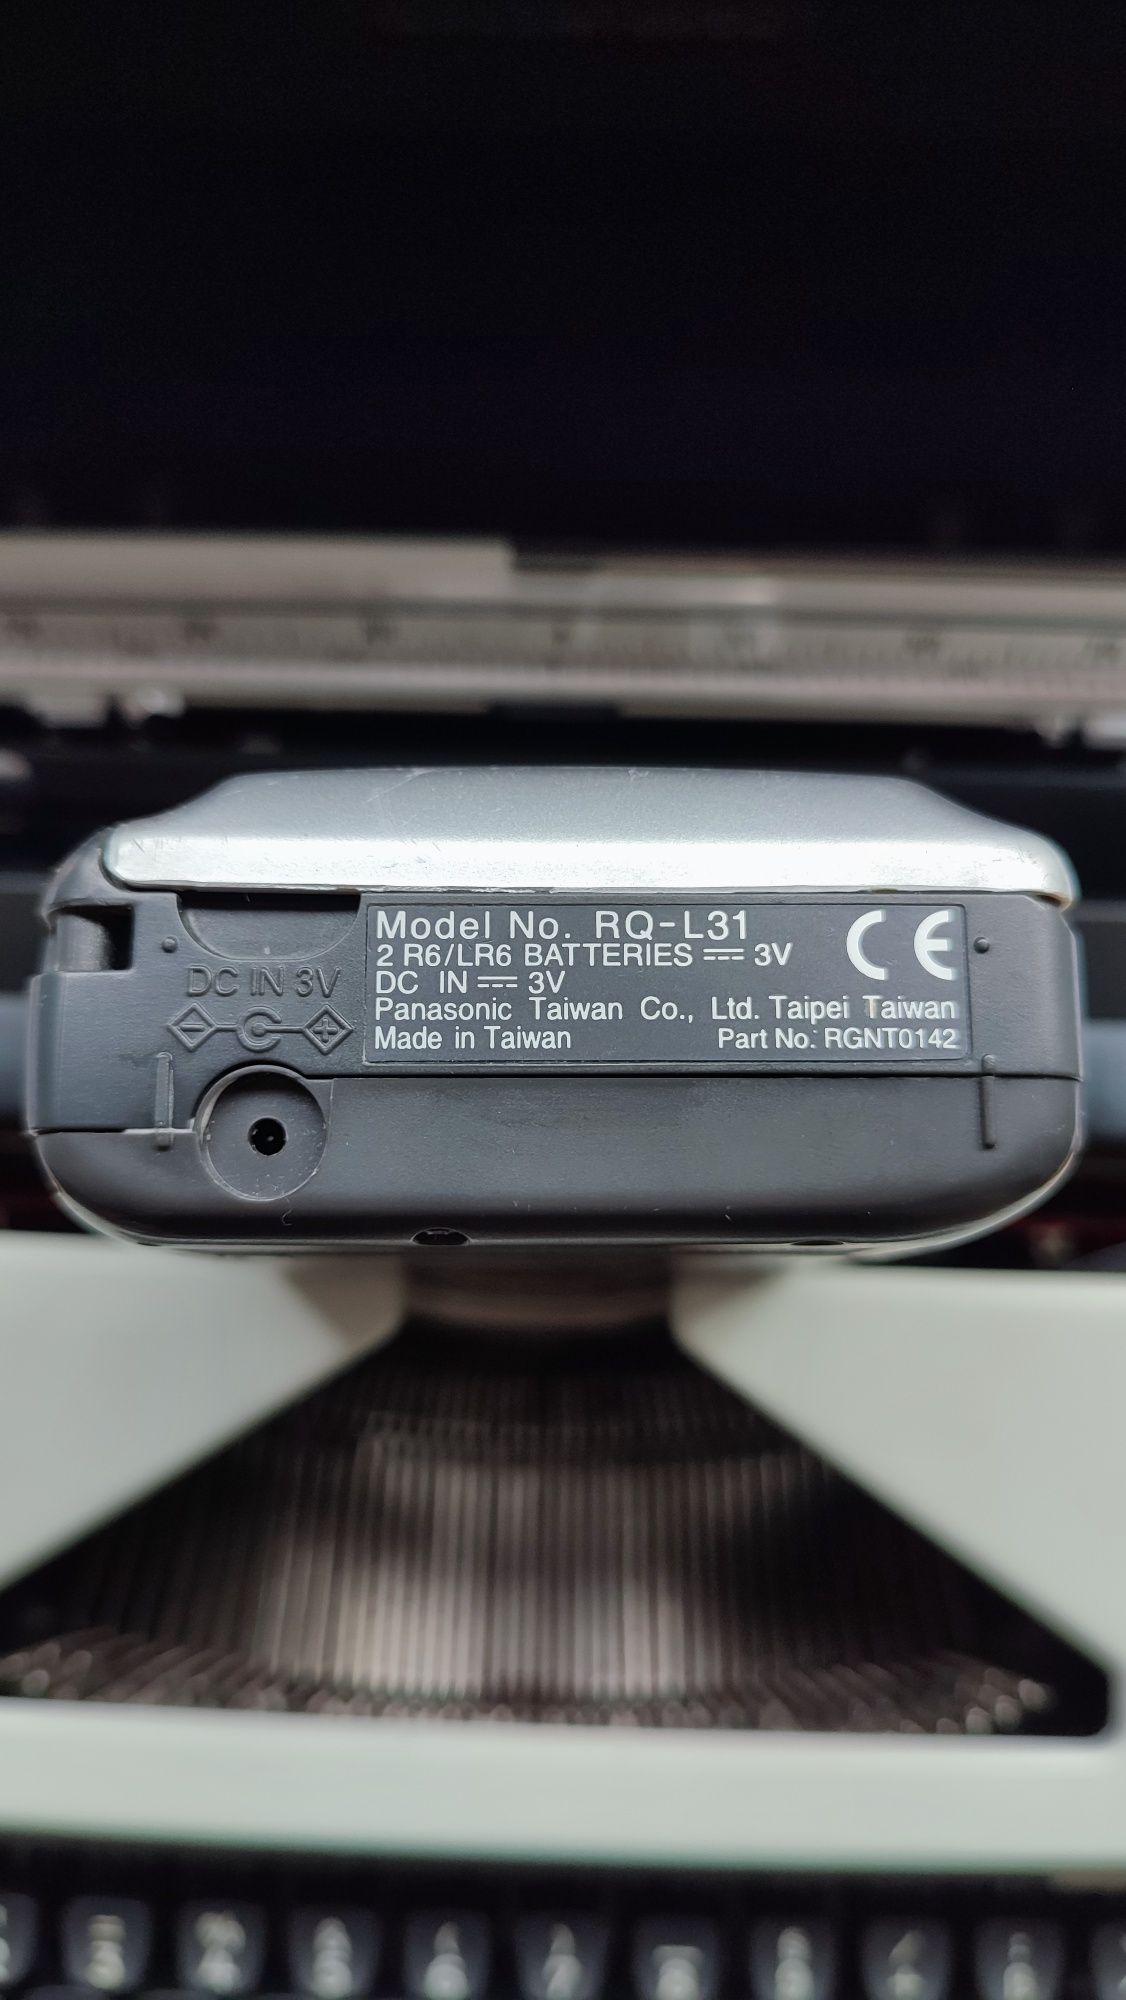 Model No. RQ-L31
2 R6/LR6 BATTERIES ⎓ 3V
DC IN ⎓ 3V
Panasonic Taiwan Co., Ltd. Taipei Taiwan
Made in Taiwan Part No. RGNT0142
CE
DC IN 3V